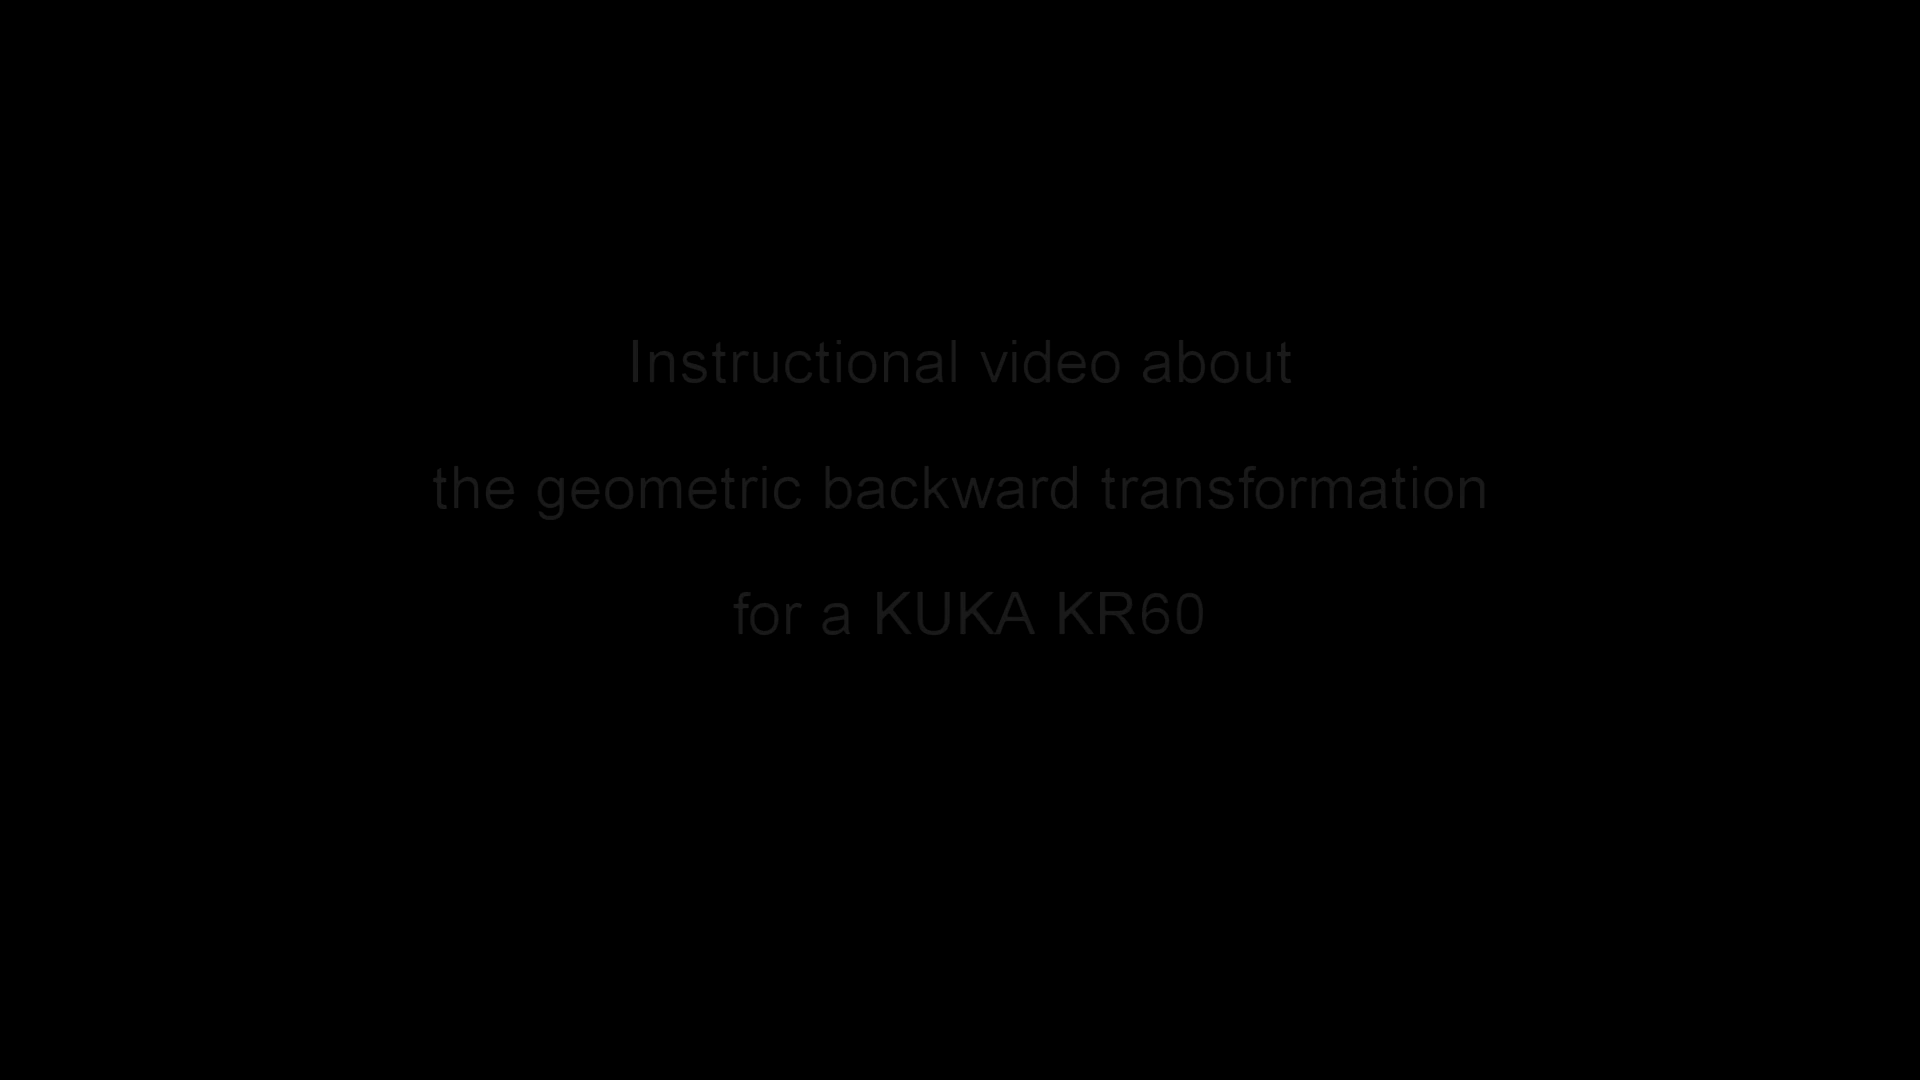 Instructional video about
the geometric backward transformation
for a KUKA KR60